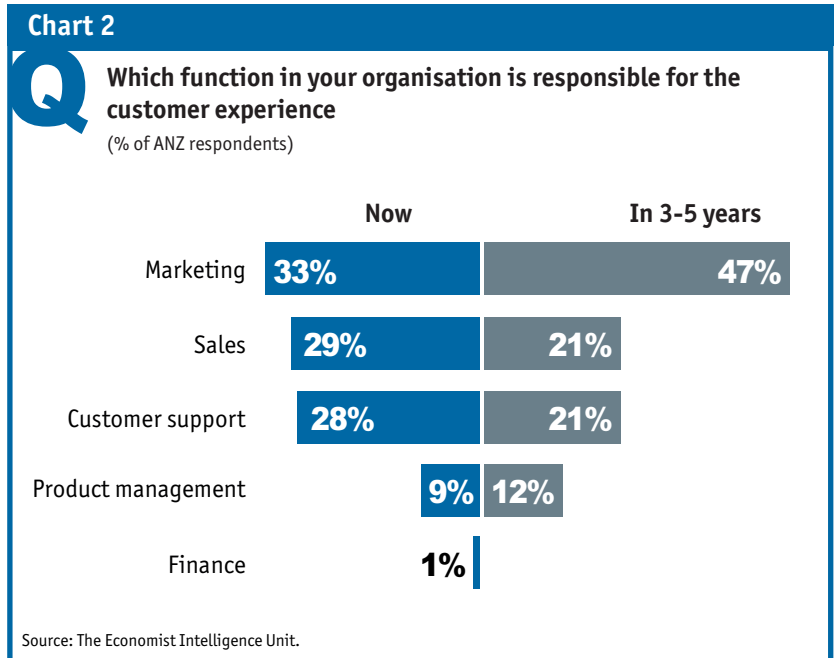 Chart 2
Q
Which function in your organisation is responsible for the
customer experience
(% of ANZ respondents)
Now In 3-5 years
Marketing 33% 47%
Sales 29% 21%
Customer support 28% 21%
Product management 9% 12%
Finance 1%
Source: The Economist Intelligence Unit.